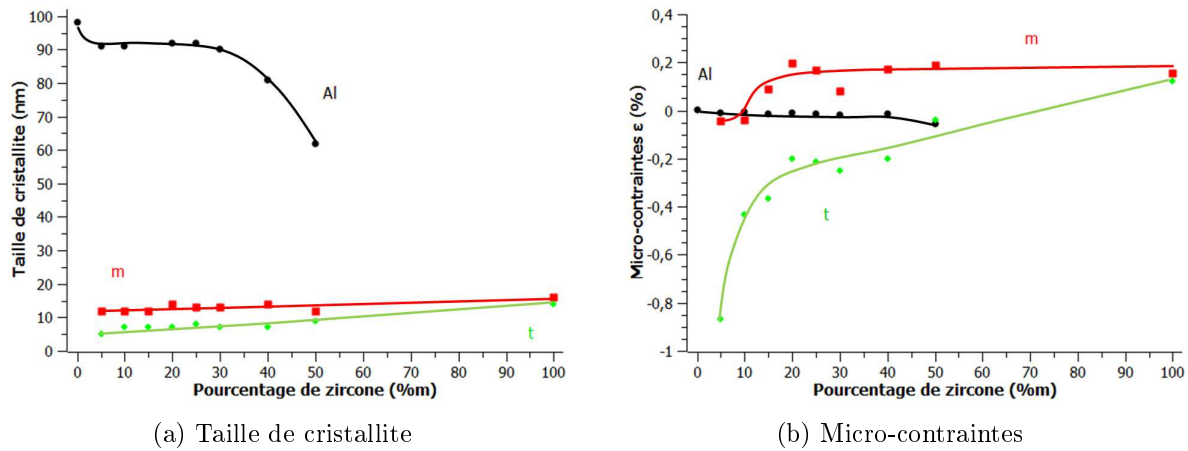 100
90
80
70
60
50
40
30
20
10
0
Taille de cristallite (nm)
Al
m
t
0 10 20 30 40 50 60 70 80 90 100
Pourcentage de zircone (%m)
(a) Taille de cristallite
0,4
0,2
0
-0,2
-0,4
-0,6
-0,8
-1
Micro-contraintes ε (%)
Al
m
t
0 10 20 30 40 50 60 70 80 90 100
Pourcentage de zircone (%m)
(b) Micro-contraintes